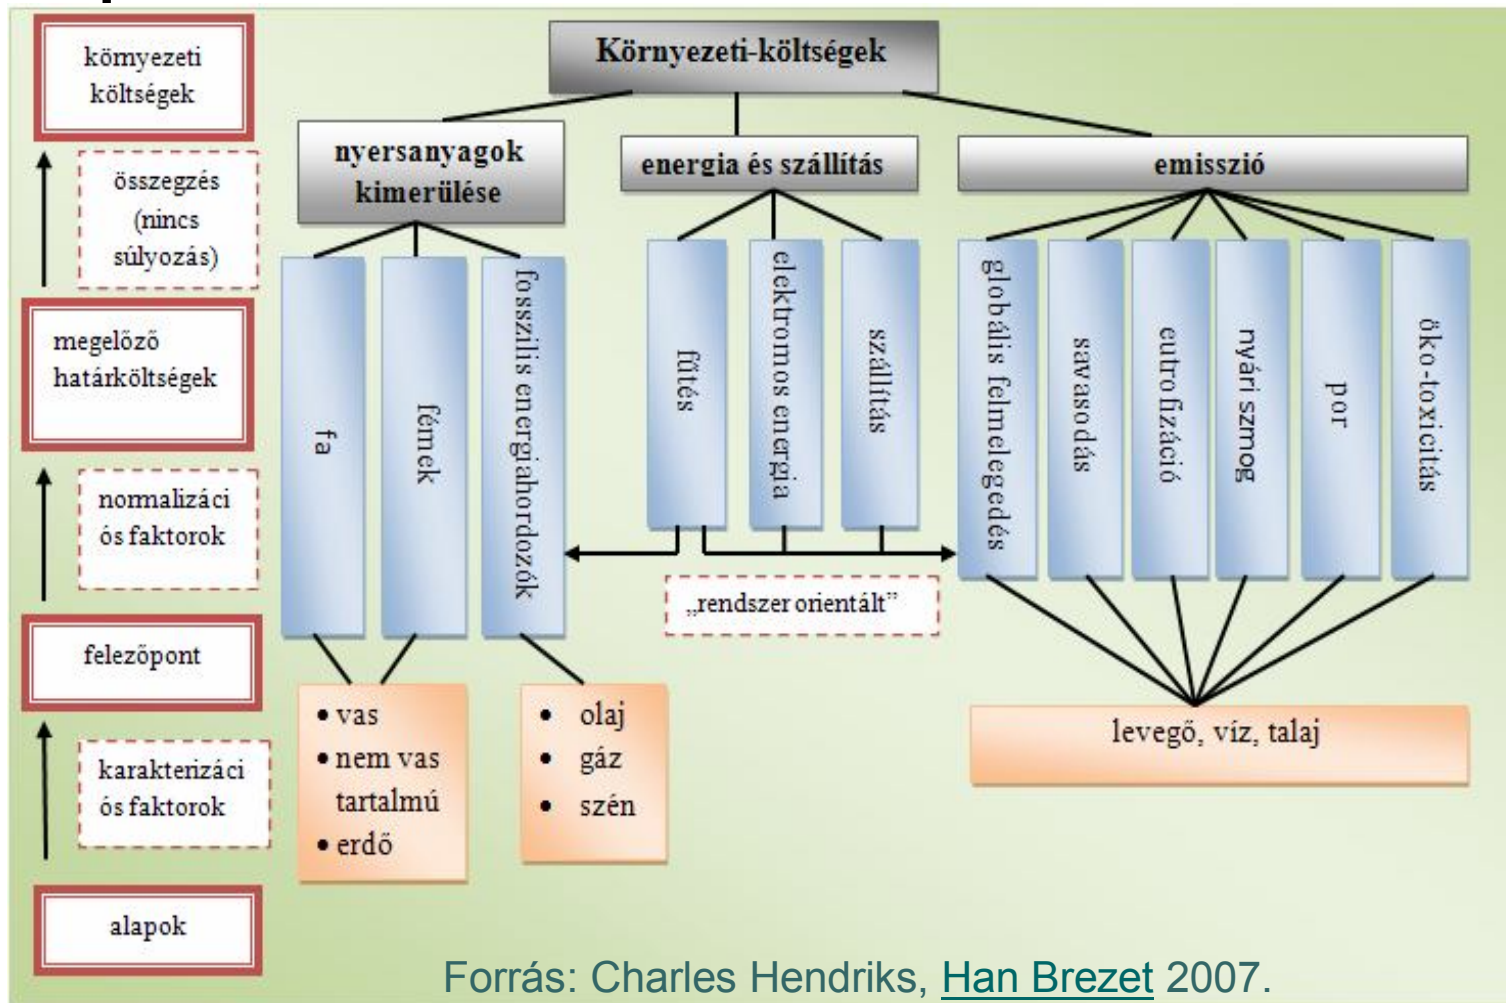 környezeti
költségek
összegzés
(nincs
súlyozás)
megelőző
határköltségek
normalizáci
ós faktorok
felezőpont
karakterizáci
ós faktorok
alapok
Környezeti-költségek
nyersanyagok
kimerülése
energia és szállítás
emisszió
fa
fémek
fosszilis energiahordozók
fűtés
elektromos energia
szállítás
globális felmelegedés
savasodás
eutrofizáció
nyári szmog
por
öko-toxicitás
„rendszer orientált”
• vas
• nem vas
tartalmú
• erdő
• olaj
• gáz
• szén
levegő, víz, talaj
Forrás: Charles Hendriks, Han Brezet 2007.